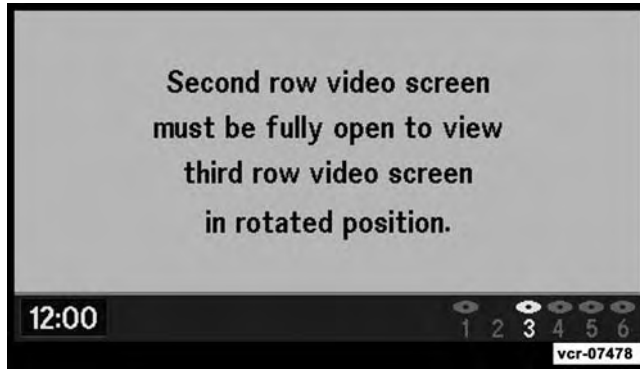 Second row video screen
must be fully open to view
third row video screen
in rotated position.
12:00
1 2 3 4 5 6
vcr-07478